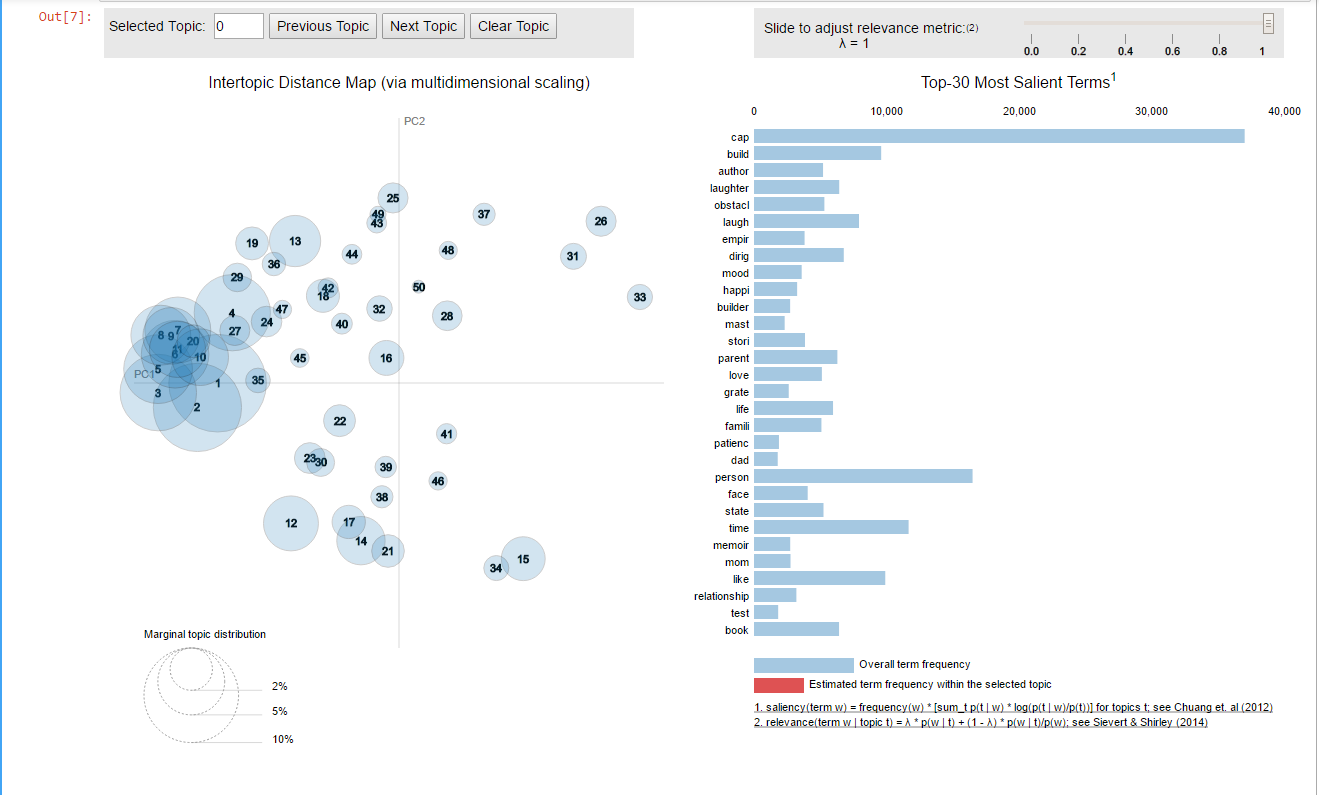 Out[7]:
Selected Topic: 0 Previous Topic Next Topic Clear Topic
Slide to adjust relevance metric:(2)
λ = 1
0.0 0.2 0.4 0.6 0.8 1
Intertopic Distance Map (via multidimensional scaling)
PC2
25
49
43
37
26
19
13
44
48
31
36
29
42
18
50
33
4
47
32
28
24
27
40
8
9
7
20
11
6
10
45
16
5
PC1
1
35
3
2
22
41
23
30
39
46
38
12
17
14
21
34
15
Marginal topic distribution
2%
5%
10%
Top-30 Most Salient Terms1
0 10,000 20,000 30,000 40,000
cap
build
author
laughter
obstacl
laugh
empir
dirig
mood
happi
builder
mast
stori
parent
love
grate
life
famili
patienc
dad
person
face
state
time
memoir
mom
like
relationship
test
book
Overall term frequency
Estimated term frequency within the selected topic
1. saliency(term w) = frequency(w) * [sum_t p(t | w) * log(p(t | w)/p(t))] for topics t; see Chuang et. al (2012)
2. relevance(term w | topic t) = λ * p(w | t) + (1 - λ) * p(w | t)/p(w); see Sievert & Shirley (2014)